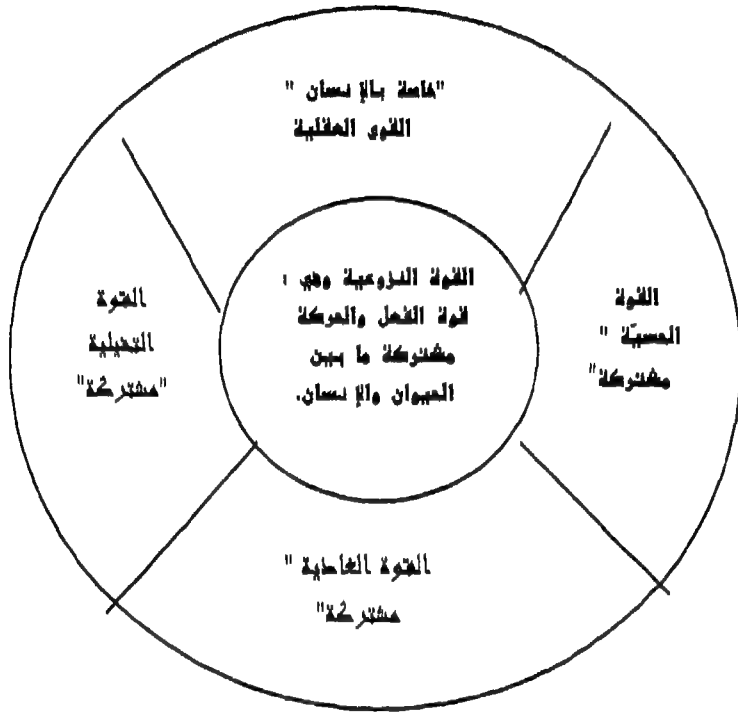 "خاصة بالإنسان "
القوى العقلية
القوة النزوعية وهي :
قوة الفعل والحركة
مشتركة ما بين
الحيوان والإنسان.
القوة
الحسيّة "
مشتركة"
القوة
التخيلية
"مشتركة"
القوة الغاذية "
مشتركة"